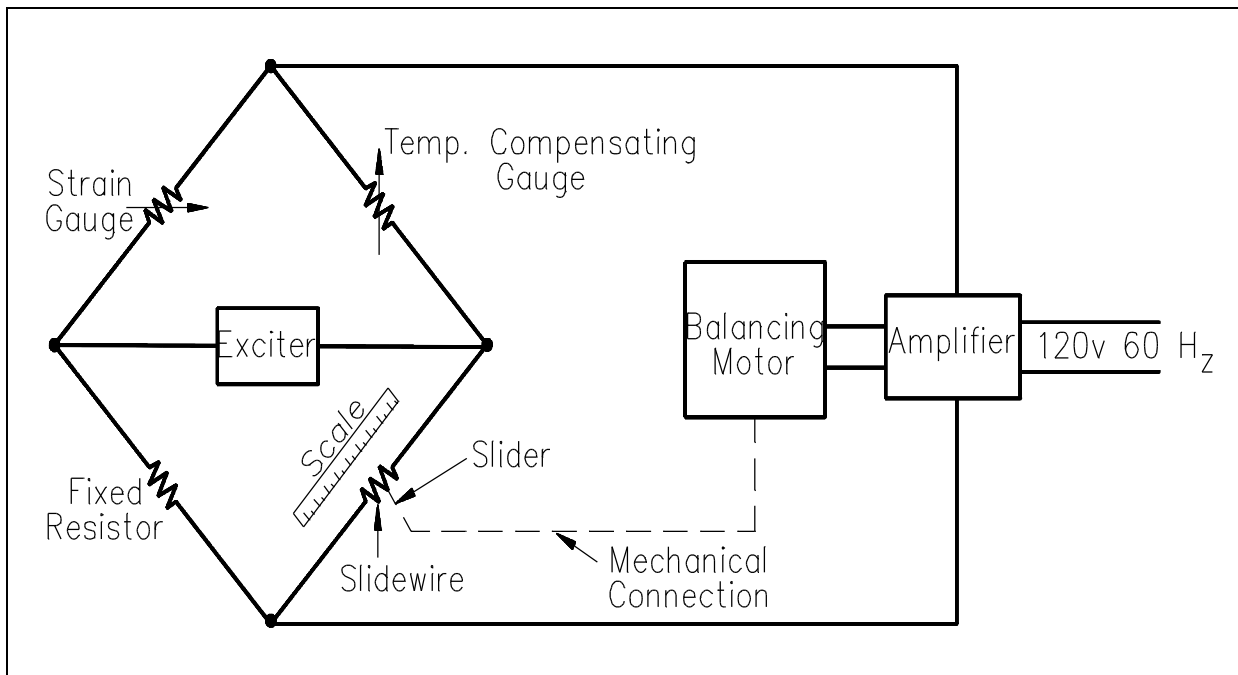 Temp. Compensating
Gauge
Strain
Gauge
Exciter
Balancing
Motor
Amplifier
120v 60 Hz
Scale
Slider
Fixed
Resistor
Slidewire
Mechanical
Connection